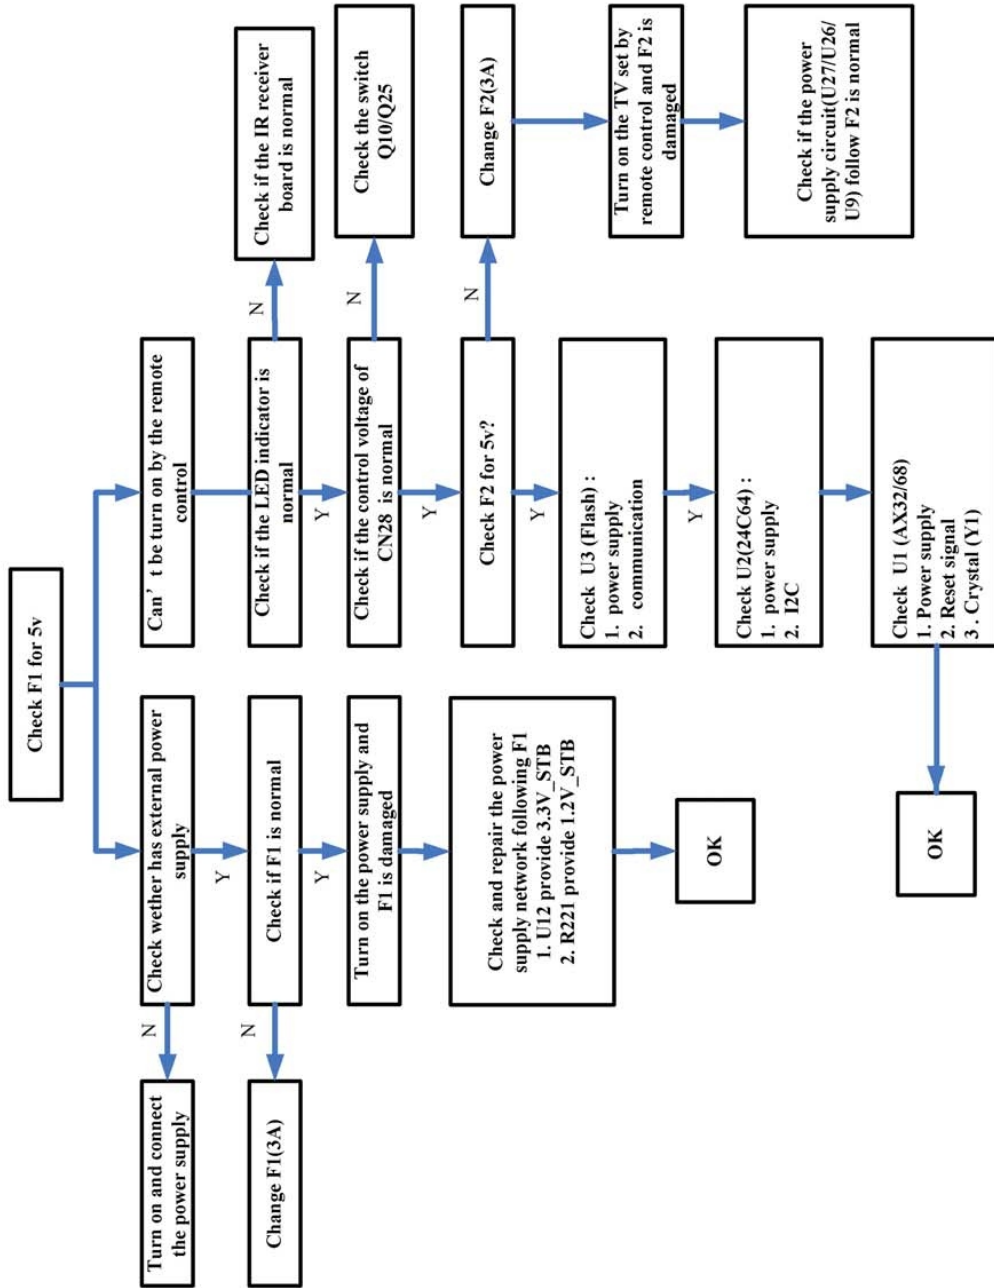 Check F1 for 5v
Check wether has external power
supply
Can’t be turn on by the remote
control
N
Turn on and connect
the power supply
Y
Check if F1 is normal
N
Change F1(3A)
Y
Turn on the power supply and
F1 is damaged
Check and repair the power
supply network following F1
1. U12 provide 3.3V_STB
2. R221 provide 1.2V_STB
OK
Check if the LED indicator is
normal
N
Check if the IR receiver
board is normal
Y
Check if the control voltage of
CN28 is normal
N
Check the switch
Q10/Q25
Y
Check F2 for 5v?
N
Change F2(3A)
Turn on the TV set by
remote control and F2 is
damaged
Check if the power
supply circuit(U27/U26/
U9) follow F2 is normal
Y
Check U3 (Flash) :
1. power supply
2. communication
Y
Check U2(24C64) :
1. power supply
2. I2C
Check U1 (AX32/68)
1. Power supply
2. Reset signal
3 . Crystal (Y1)
OK